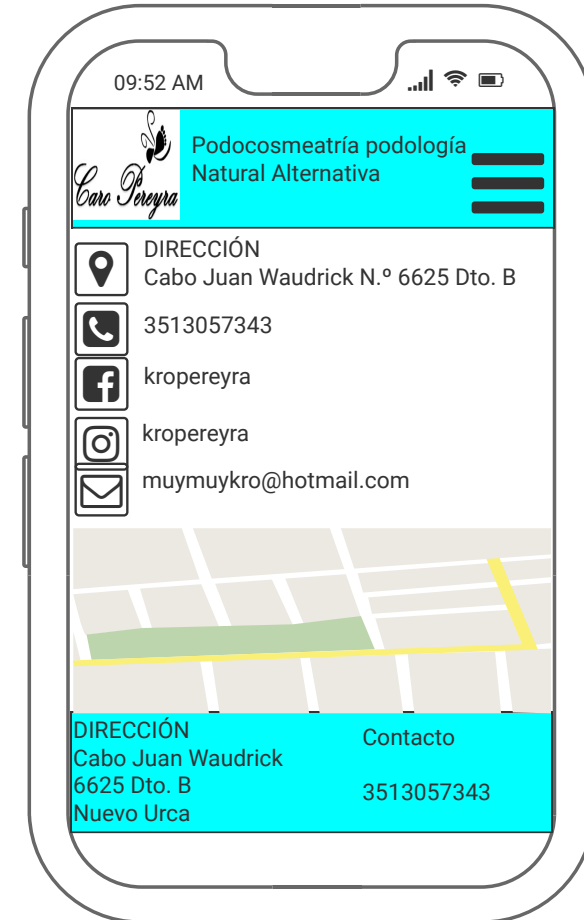 09:52 AM
Caro Pereyra
Podocosmeatría podología
Natural Alternativa
DIRECCIÓN
Cabo Juan Waudrick N.º 6625 Dto. B
3513057343
kropereyra
kropereyra
muymuykro@hotmail.com
DIRECCIÓN
Cabo Juan Waudrick
6625 Dto. B
Nuevo Urca
Contacto
3513057343